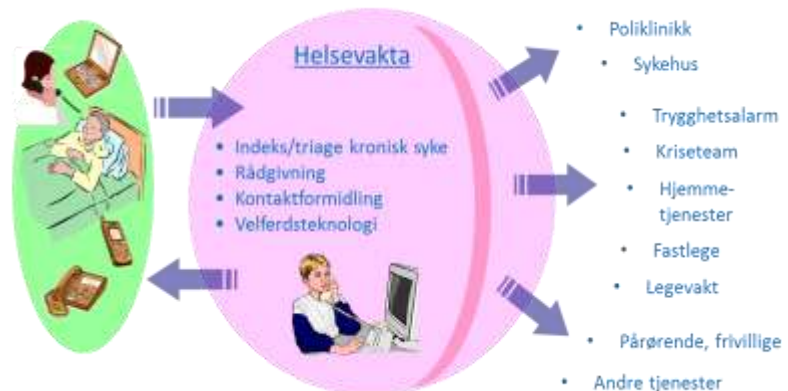 Helsevakta
• Indeks/triage kronisk syke
• Rådgivning
• Kontaktformidling
• Velferdsteknologi
• Poliklinikk
• Sykehus
• Trygghetsalarm
• Kriseteam
• Hjemme-
tjenester
• Fastlege
• Legevakt
• Pårørende, frivillige
• Andre tjenester